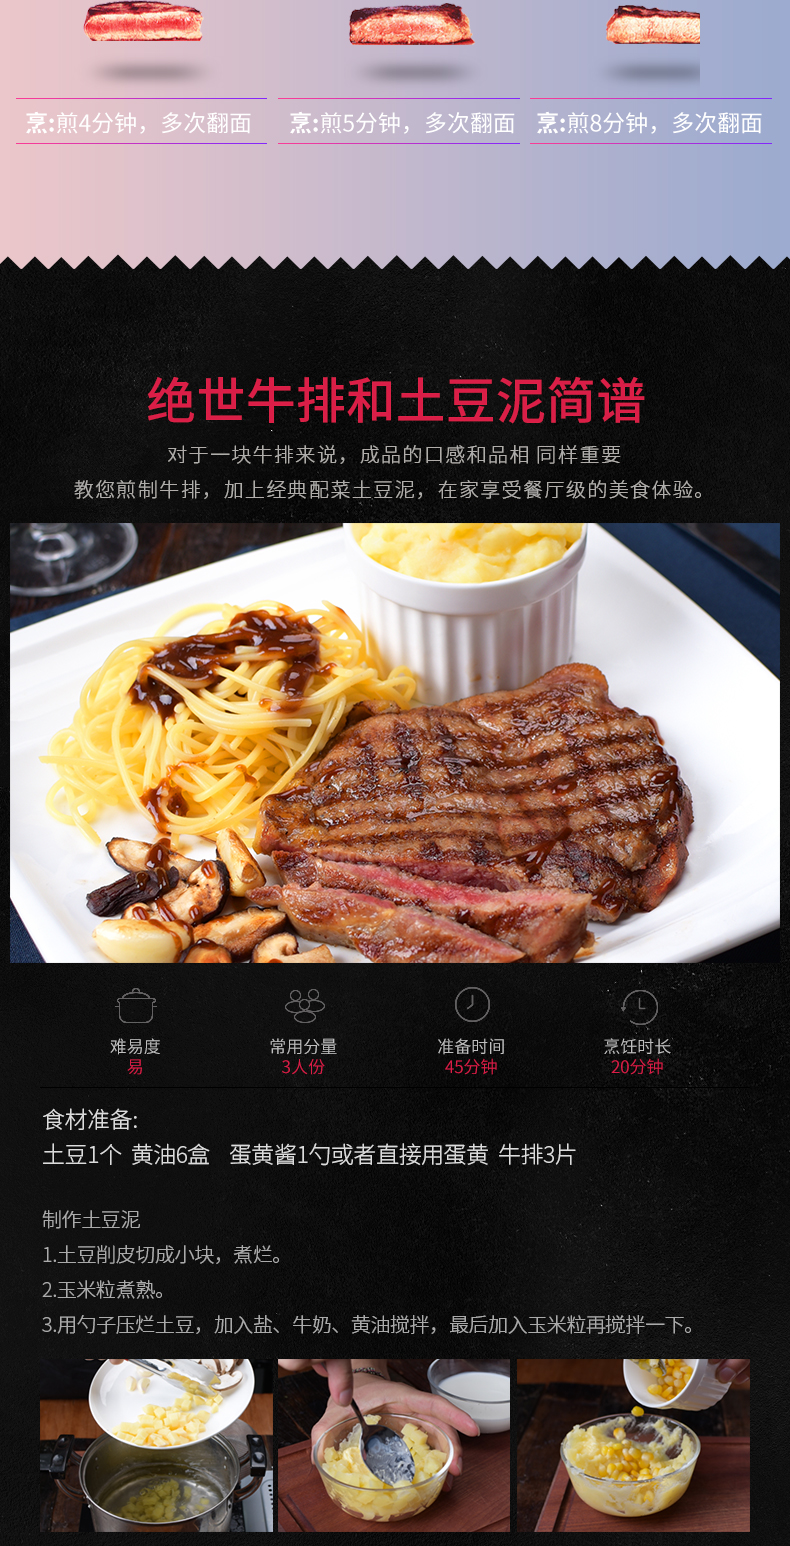 烹:煎4分钟，多次翻面
烹:煎5分钟，多次翻面
烹:煎8分钟，多次翻面
绝世牛排和土豆泥简谱
对于一块牛排来说，成品的口感和品相 同样重要
教您煎制牛排，加上经典配菜土豆泥，在家享受餐厅级的美食体验。
难易度
易
常用分量
3人份
准备时间
45分钟
烹饪时长
20分钟
食材准备:
土豆1个 黄油6盒 蛋黄酱1勺或者直接用蛋黄 牛排3片
制作土豆泥
1.土豆削皮切成小块，煮烂。
2.玉米粒煮熟。
3.用勺子压烂土豆，加入盐、牛奶、黄油搅拌，最后加入玉米粒再搅拌一下。